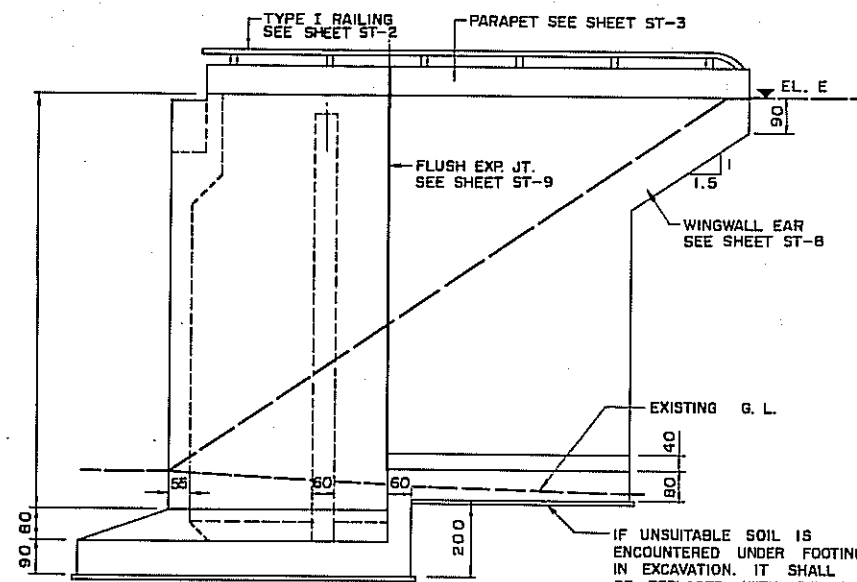 TYPE I RAILING
SEE SHEET ST-2
PARAPET SEE SHEET ST-3
EL. E
90
FLUSH EXP. JT.
SEE SHEET ST-9
1
1.5
WINGWALL EAR
SEE SHEET ST-8
EXISTING G. L.
40
80
55
60
60
80
90
200
IF UNSUITABLE SOIL IS
ENCOUNTERED UNDER FOOTING
IN EXCAVATION. IT SHALL